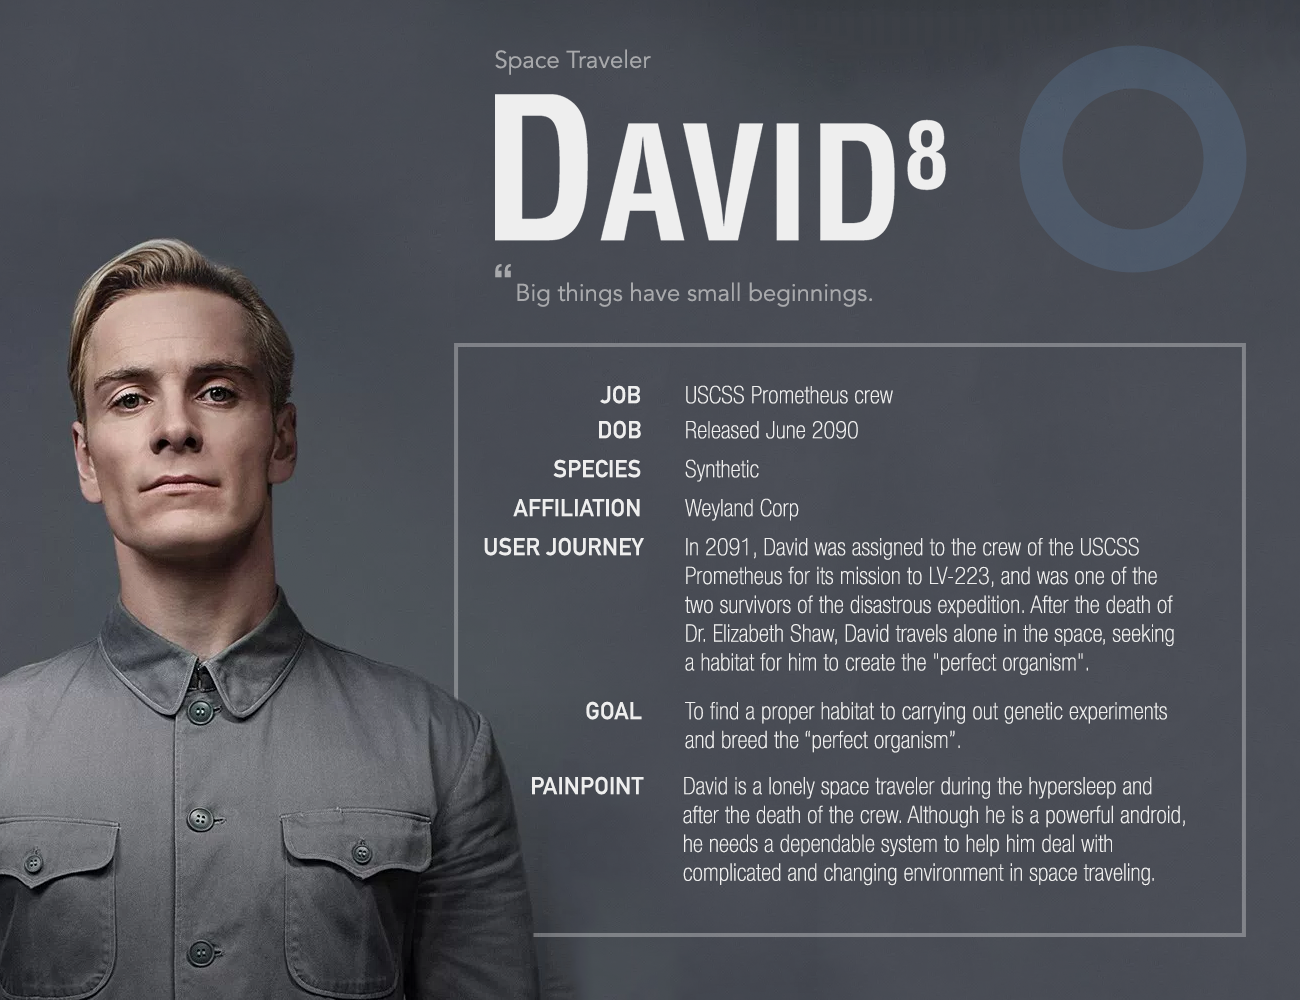 Space Traveler
DAVID⁸
“
Big things have small beginnings.
JOB USCSS Prometheus crew
DOB Released June 2090
SPECIES Synthetic
AFFILIATION Weyland Corp
USER JOURNEY In 2091, David was assigned to the crew of the USCSS
Prometheus for its mission to LV-223, and was one of the
two survivors of the disastrous expedition. After the death of
Dr. Elizabeth Shaw, David travels alone in the space, seeking
a habitat for him to create the "perfect organism".
GOAL To find a proper habitat to carrying out genetic experiments
and breed the “perfect organism”.
PAINPOINT David is a lonely space traveler during the hypersleep and
after the death of the crew. Although he is a powerful android,
he needs a dependable system to help him deal with
complicated and changing environment in space traveling.